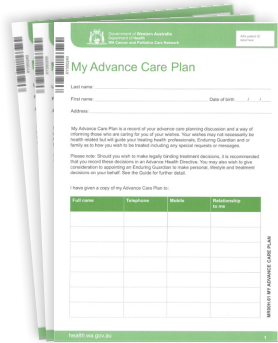 Government of Western Australia
Department of Health
WA Cancer and Palliative Care Network
My Advance Care Plan
Last name:
First name:
Date of birth / /
Address:
My Advance Care Plan is a record of your advance care planning discussion and a way of
informing those who are caring for you of your wishes. Your wishes may not necessarily be
health related but will guide your treating health professionals, Enduring Guardian and or
family as to how you wish to be treated including any special requests or messages.
Please note: Should you wish to make legally binding treatment decisions, it is recommended
that you record these decisions in an Advance Health Directive. You may also wish to give
consideration to appointing an Enduring Guardian to make personal, lifestyle and treatment
decisions on your behalf. See the Guide for further detail.
I have given a copy of my Advance Care Plan to:
Full name
Telephone
Mobile
Relationship
to me
MR00H.01 MY ADVANCE CARE PLAN
health.wa.gov.au
1